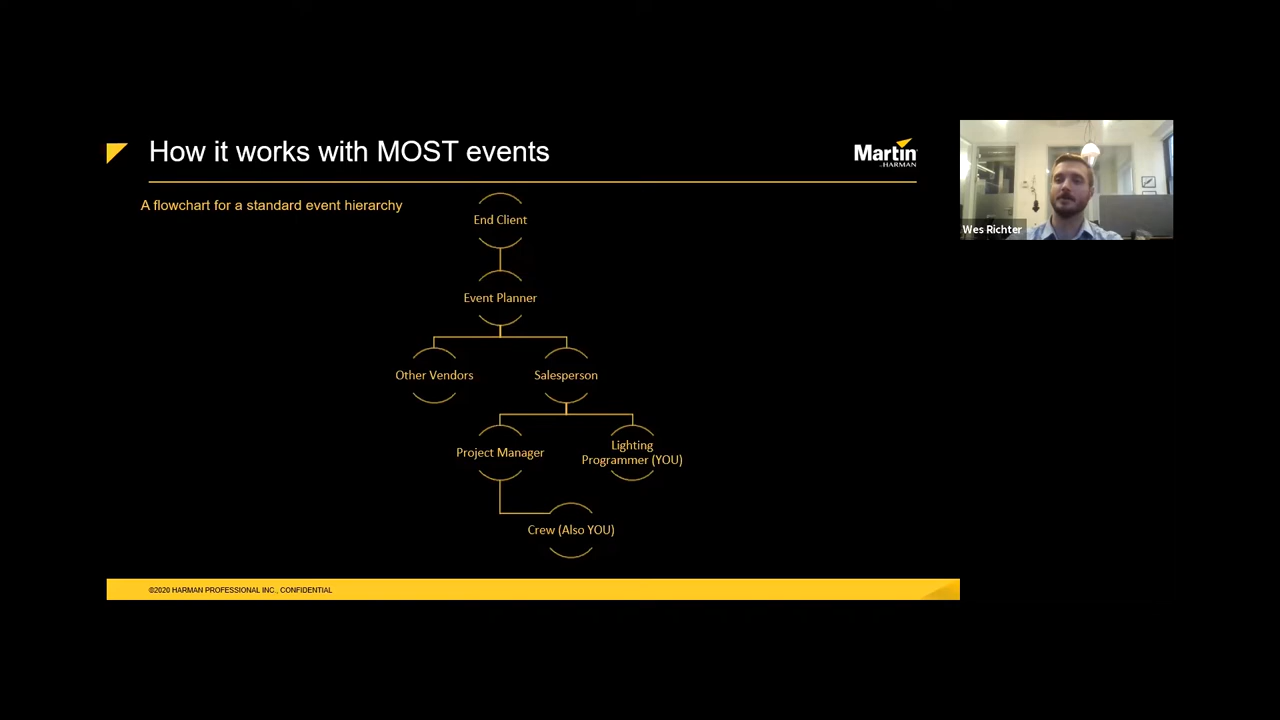 How it works with MOST events
Martin
by HARMAN
A flowchart for a standard event hierarchy
End Client
Event Planner
Other Vendors
Salesperson
Project Manager
Lighting
Programmer (YOU)
Crew (Also YOU)
©2020 HARMAN PROFESSIONAL INC., CONFIDENTIAL
Wes Richter